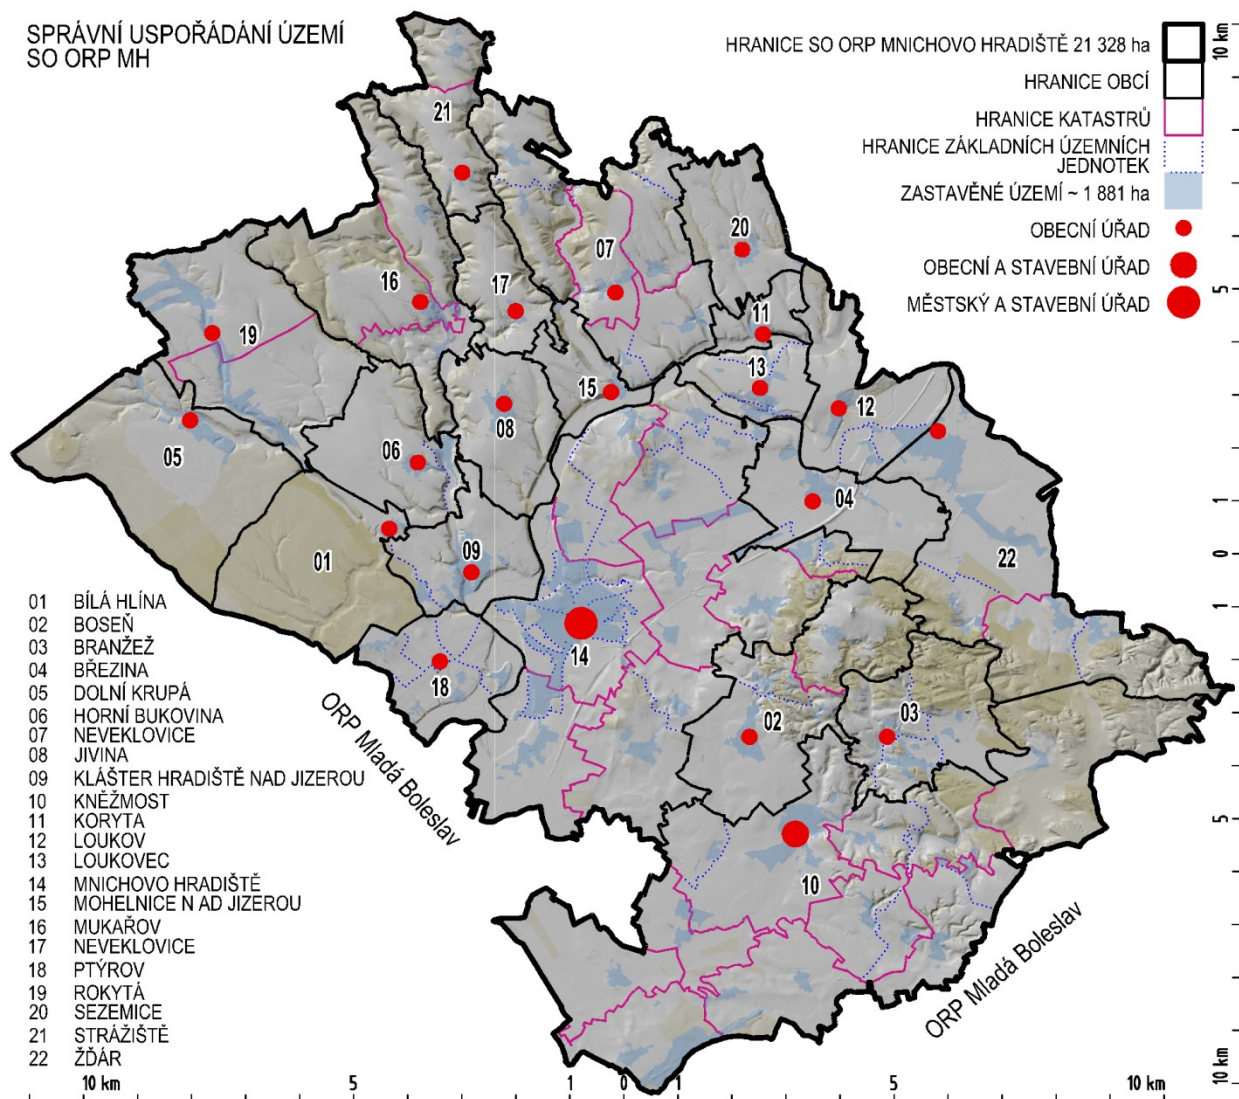 SPRÁVNÍ USPOŘÁDÁNÍ ÚZEMÍ
SO ORP MH
HRANICE SO ORP MNICHOVO HRADIŠTĚ 21 328 ha
HRANICE OBCÍ
HRANICE KATASTRŮ
HRANICE ZÁKLADNÍCH ÚZEMNÍCH
JEDNOTEK
ZASTAVĚNÉ ÚZEMÍ ~ 1 881 ha
OBECNÍ ÚŘAD
OBECNÍ A STAVEBNÍ ÚŘAD
MĚSTSKÝ A STAVEBNÍ ÚŘAD
10 km
5
1
0
1
5
10 km
21
20
07
16
17
11
19
13
15
12
08
05
06
04
09
01
22
14
18
02
03
10
ORP Mladá Boleslav
ORP Mladá Boleslav
01 BÍLÁ HLÍNA
02 BOSEŇ
03 BRANŽEŽ
04 BŘEZINA
05 DOLNÍ KRUPÁ
06 HORNÍ BUKOVINA
07 NEVEKLOVICE
08 JIVINA
09 KLÁŠTER HRADIŠTĚ NAD JIZEROU
10 KNĚŽMOST
11 KORYTA
12 LOUKOV
13 LOUKOVEC
14 MNICHOVO HRADIŠTĚ
15 MOHELNICE N AD JIZEROU
16 MUKAŘOV
17 NEVEKLOVICE
18 PTÝROV
19 ROKYTÁ
20 SEZEMICE
21 STRÁŽIŠTĚ
22 ŽĎÁR
10 km 5 1 0 1 5 10 km